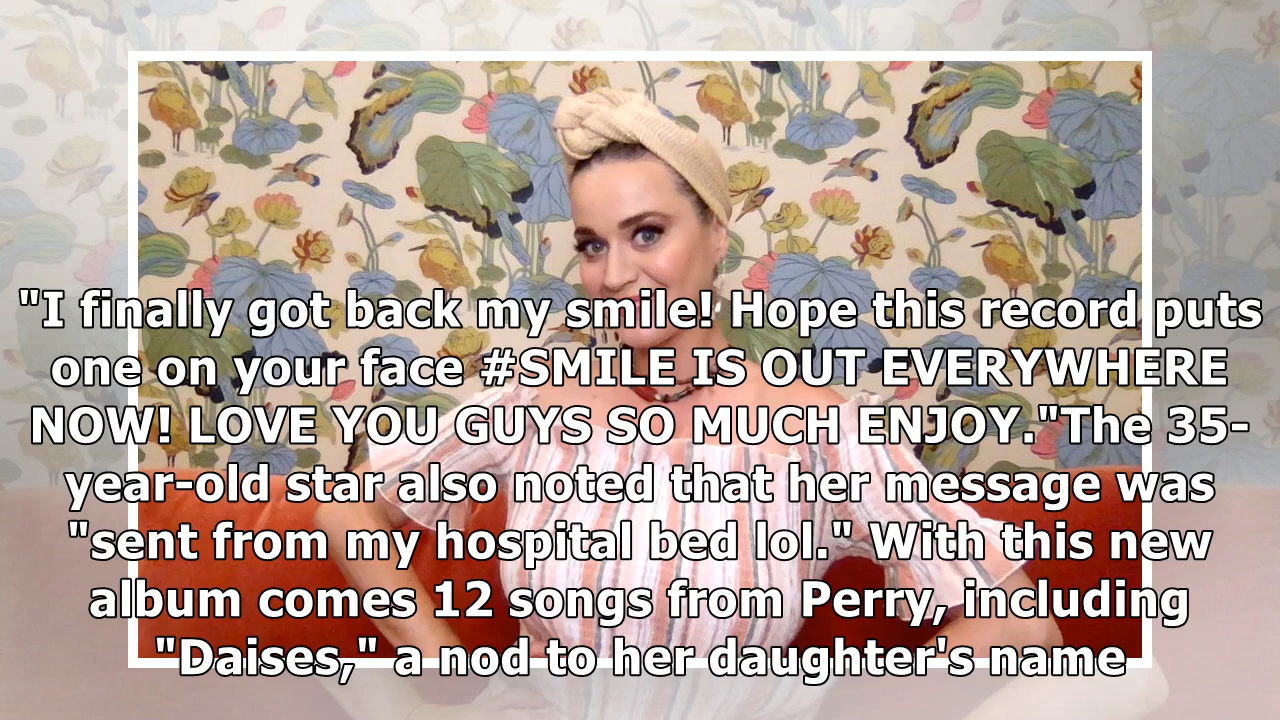 "I finally got back my smile! Hope this record puts
one on your face #SMILE IS OUT EVERYWHERE
NOW! LOVE YOU GUYS SO MUCH ENJOY."The 35-
year-old star also noted that her message was
"sent from my hospital bed lol." With this new
album comes 12 songs from Perry, including
"Daises," a nod to her daughter's name